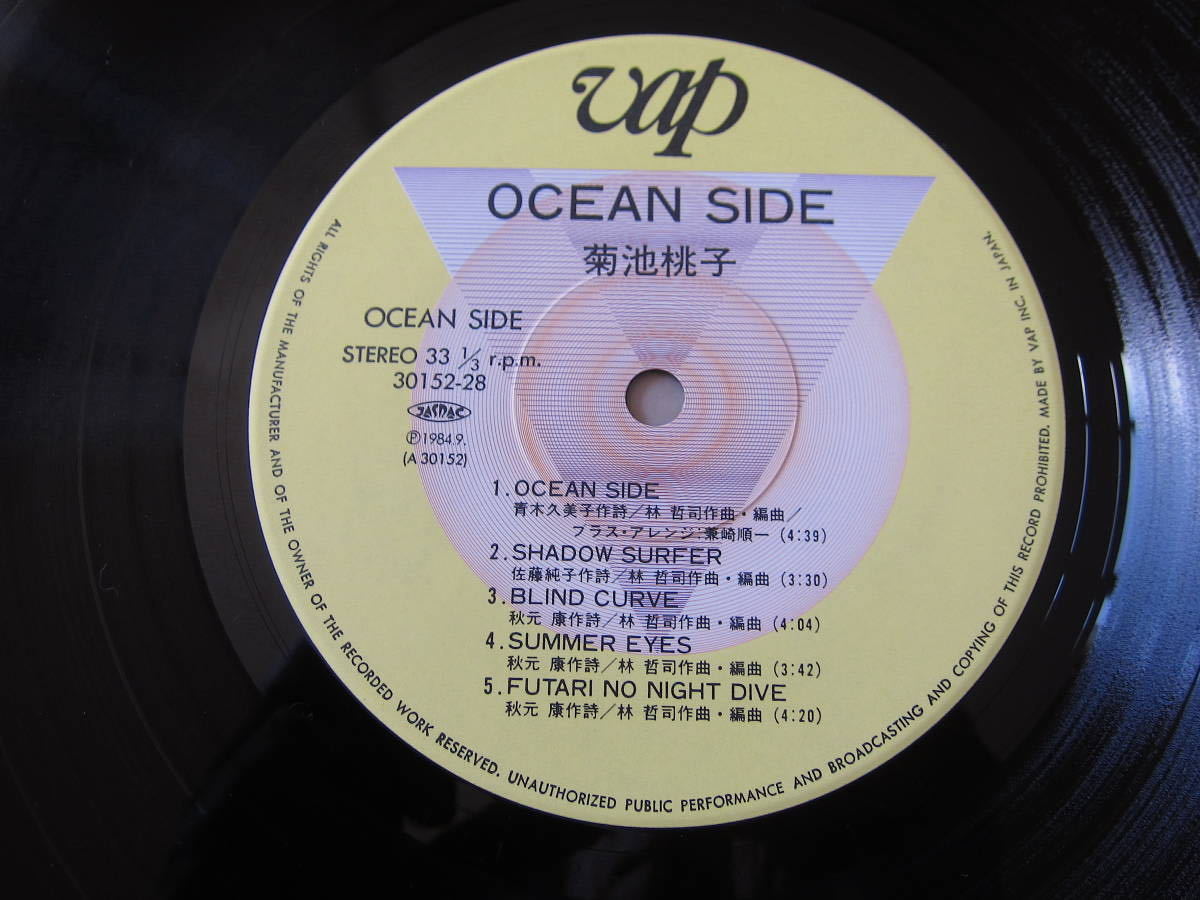 vap
OCEAN SIDE
菊池桃子
OCEAN SIDE
STEREO 33 1/3 r.p.m.
30152-28
JASRAC
Ⓟ1984.9.
(A 30152)
1.OCEAN SIDE
青木久美子作詩／林 哲司作曲・編曲／
ブラス・アレンジ:兼崎順一 (4:39)
2.SHADOW SURFER
佐藤純子作詩／林 哲司作曲・編曲 (3:30)
3.BLIND CURVE
秋元 康作詩／林 哲司作曲・編曲 (4:04)
4.SUMMER EYES
秋元 康作詩／林 哲司作曲・編曲 (3:42)
5.FUTARI NO NIGHT DIVE
秋元 康作詩／林 哲司作曲・編曲 (4:20)
ALL RIGHTS OF THE MANUFACTURER AND OF THE OWNER OF THE RECORDED WORK RESERVED. UNAUTHORIZED PUBLIC PERFORMANCE AND BROADCASTING AND COPYING OF THIS RECORD PROHIBITED. MADE BY VAP INC. IN JAPAN.